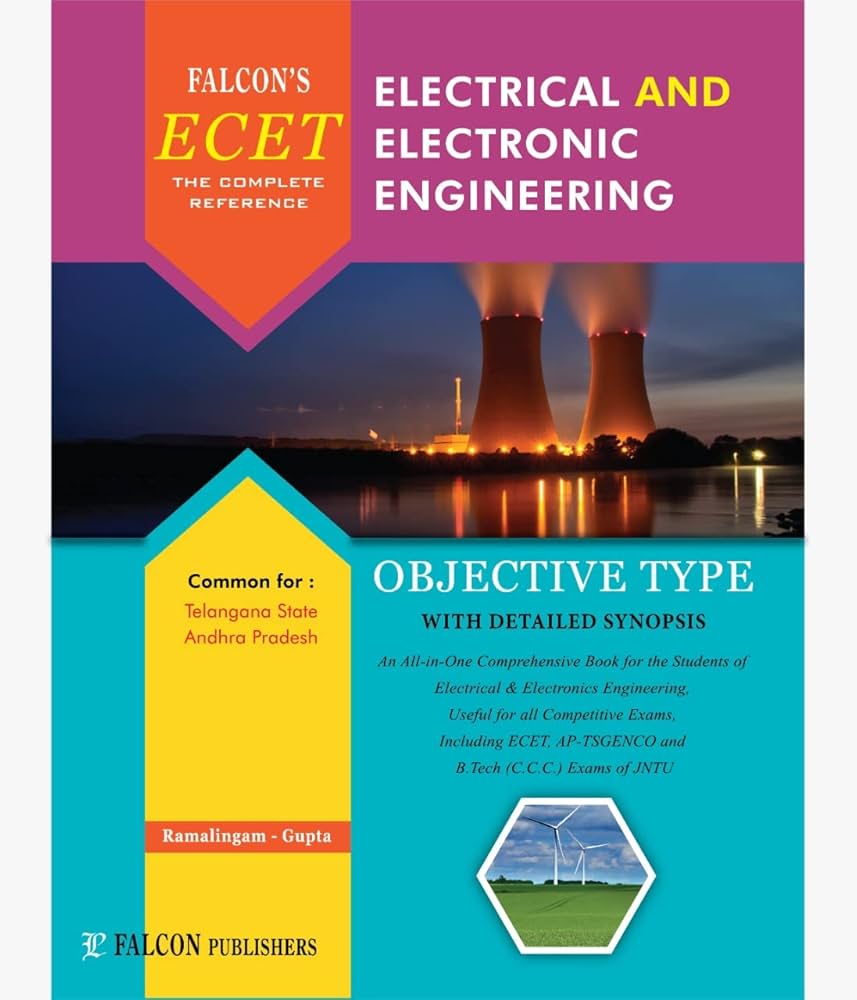 FALCON'S
ECET
THE COMPLETE
REFERENCE
ELECTRICAL AND
ELECTRONIC
ENGINEERING
Common for :
Telangana State
Andhra Pradesh
OBJECTIVE TYPE
WITH DETAILED SYNOPSIS
An All-in-One Comprehensive Book for the Students of
Electrical & Electronics Engineering,
Useful for all Competitive Exams,
Including ECET, AP-TSGENCO and
B.Tech (C.C.C.) Exams of JNTU
Ramalingam - Gupta
FALCON PUBLISHERS